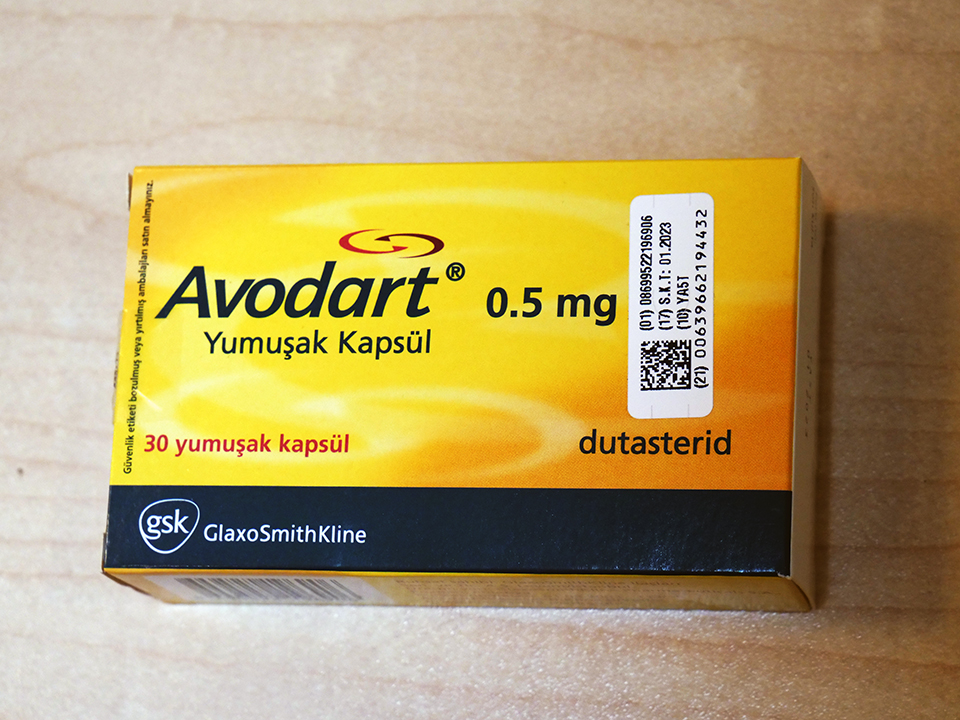 Güvenlik etiketi bozulmuş veya yırtılmış ambalajları satın almayınız.
Avodart®
0.5 mg
Yumuşak Kapsül
(01) 08699522196906
(17) S.K.T: 01.2023
(10) YA5T
(21) 00639662194432
30 yumuşak kapsül
dutasterid
gsk GlaxoSmithKline